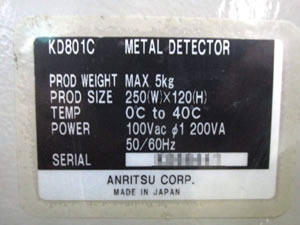 KD801C METAL DETECTOR
PROD WEIGHT MAX 5kg
PROD SIZE 250(W)×120(H)
TEMP 0C to 40C
POWER 100Vac φ1 200VA
50/60Hz
SERIAL
ANRITSU CORP.
MADE IN JAPAN